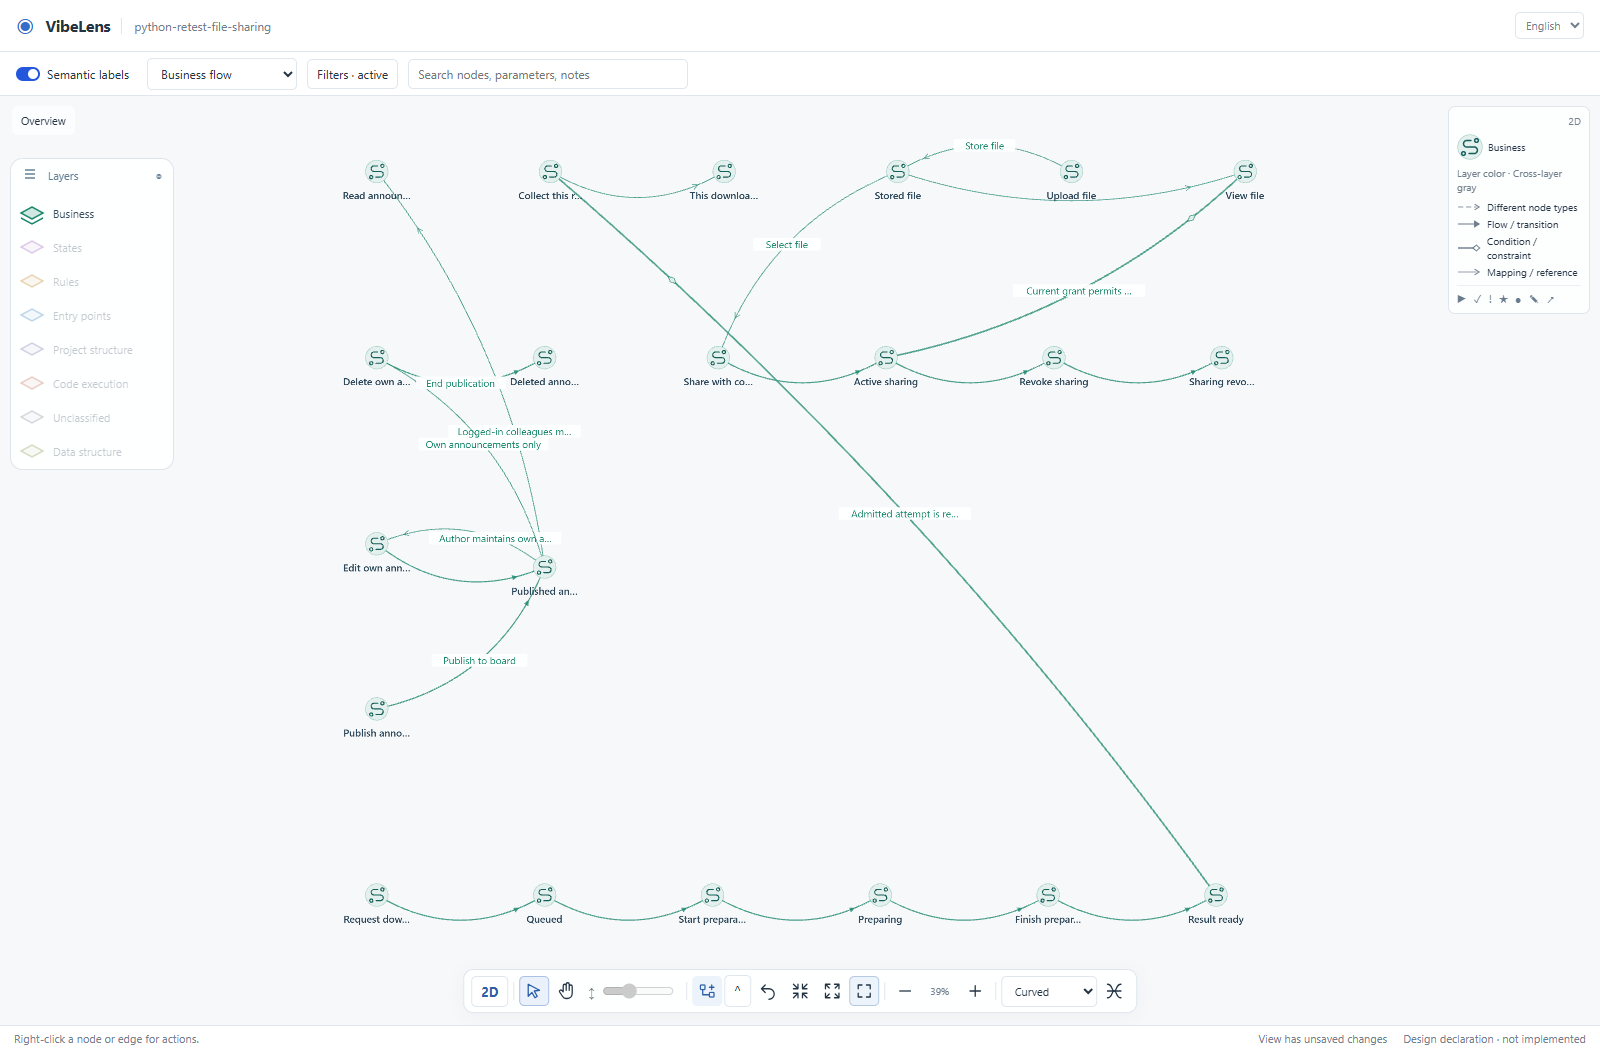 VibeLens
python-retest-file-sharing
English
Semantic labels
Business flow
Filters · active
Search nodes, parameters, notes
Overview
Layers
Business
States
Rules
Entry points
Project structure
Code execution
Unclassified
Data structure
2D
Business
Layer color · Cross-layer
gray
Different node types
Flow / transition
Condition /
constraint
Mapping / reference
Store file
Read announ...
Collect this r...
This downloa...
Stored file
Upload file
View file
Select file
Current grant permits ...
Delete own a...
End publication
Deleted anno...
Share with co...
Active sharing
Revoke sharing
Sharing revo...
Logged-in colleagues m...
Own announcements only
Admitted attempt is re...
Author maintains own a...
Edit own ann...
Published an...
Publish to board
Publish anno...
Request dow...
Queued
Start prepara...
Preparing
Finish prepar...
Result ready
2D
39%
Curved
Right-click a node or edge for actions.
View has unsaved changes
Design declaration · not implemented